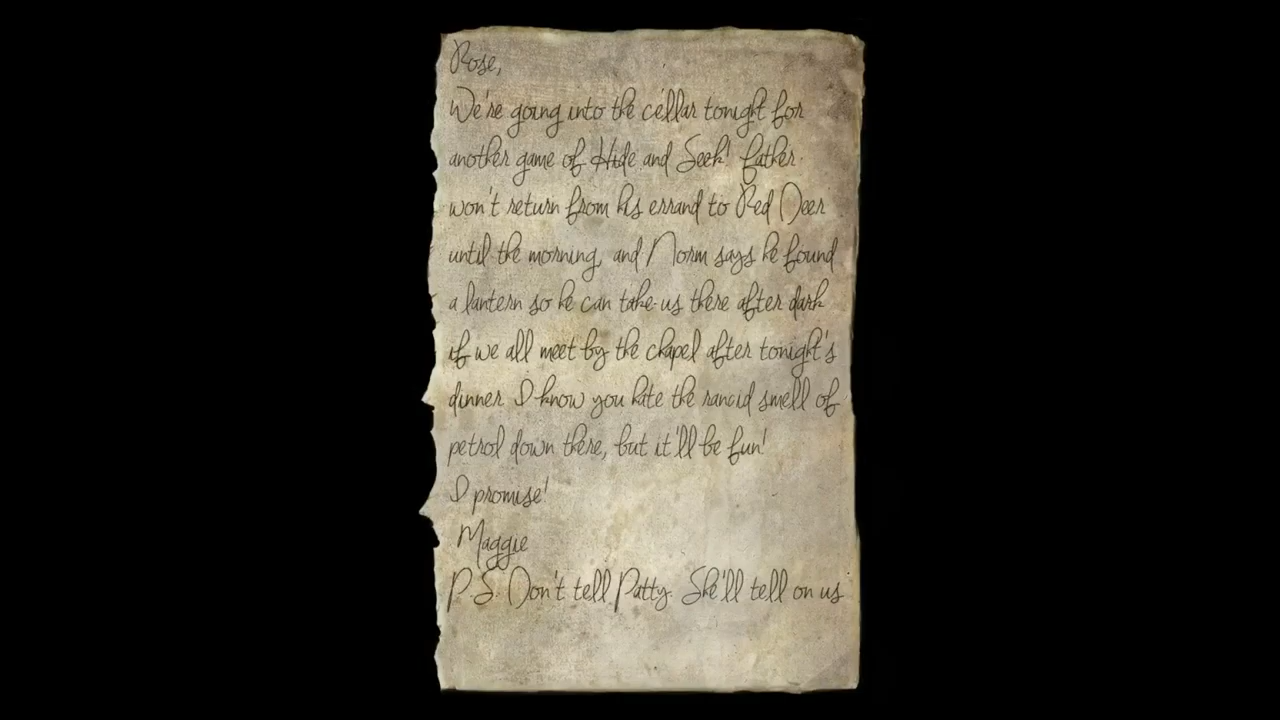 Rose,
We're going into the cellar tonight for
another game of Hide and Seek! Father
won't return from his errand to Red Deer
until the morning, and Norm says he found
a lantern so he can take us there after dark
if we all meet by the chapel after tonight's
dinner. I know you hate the rancid smell of
petrol down there, but it'll be fun!
I promise!
Maggie
P.S. Don't tell Patty. She'll tell on us